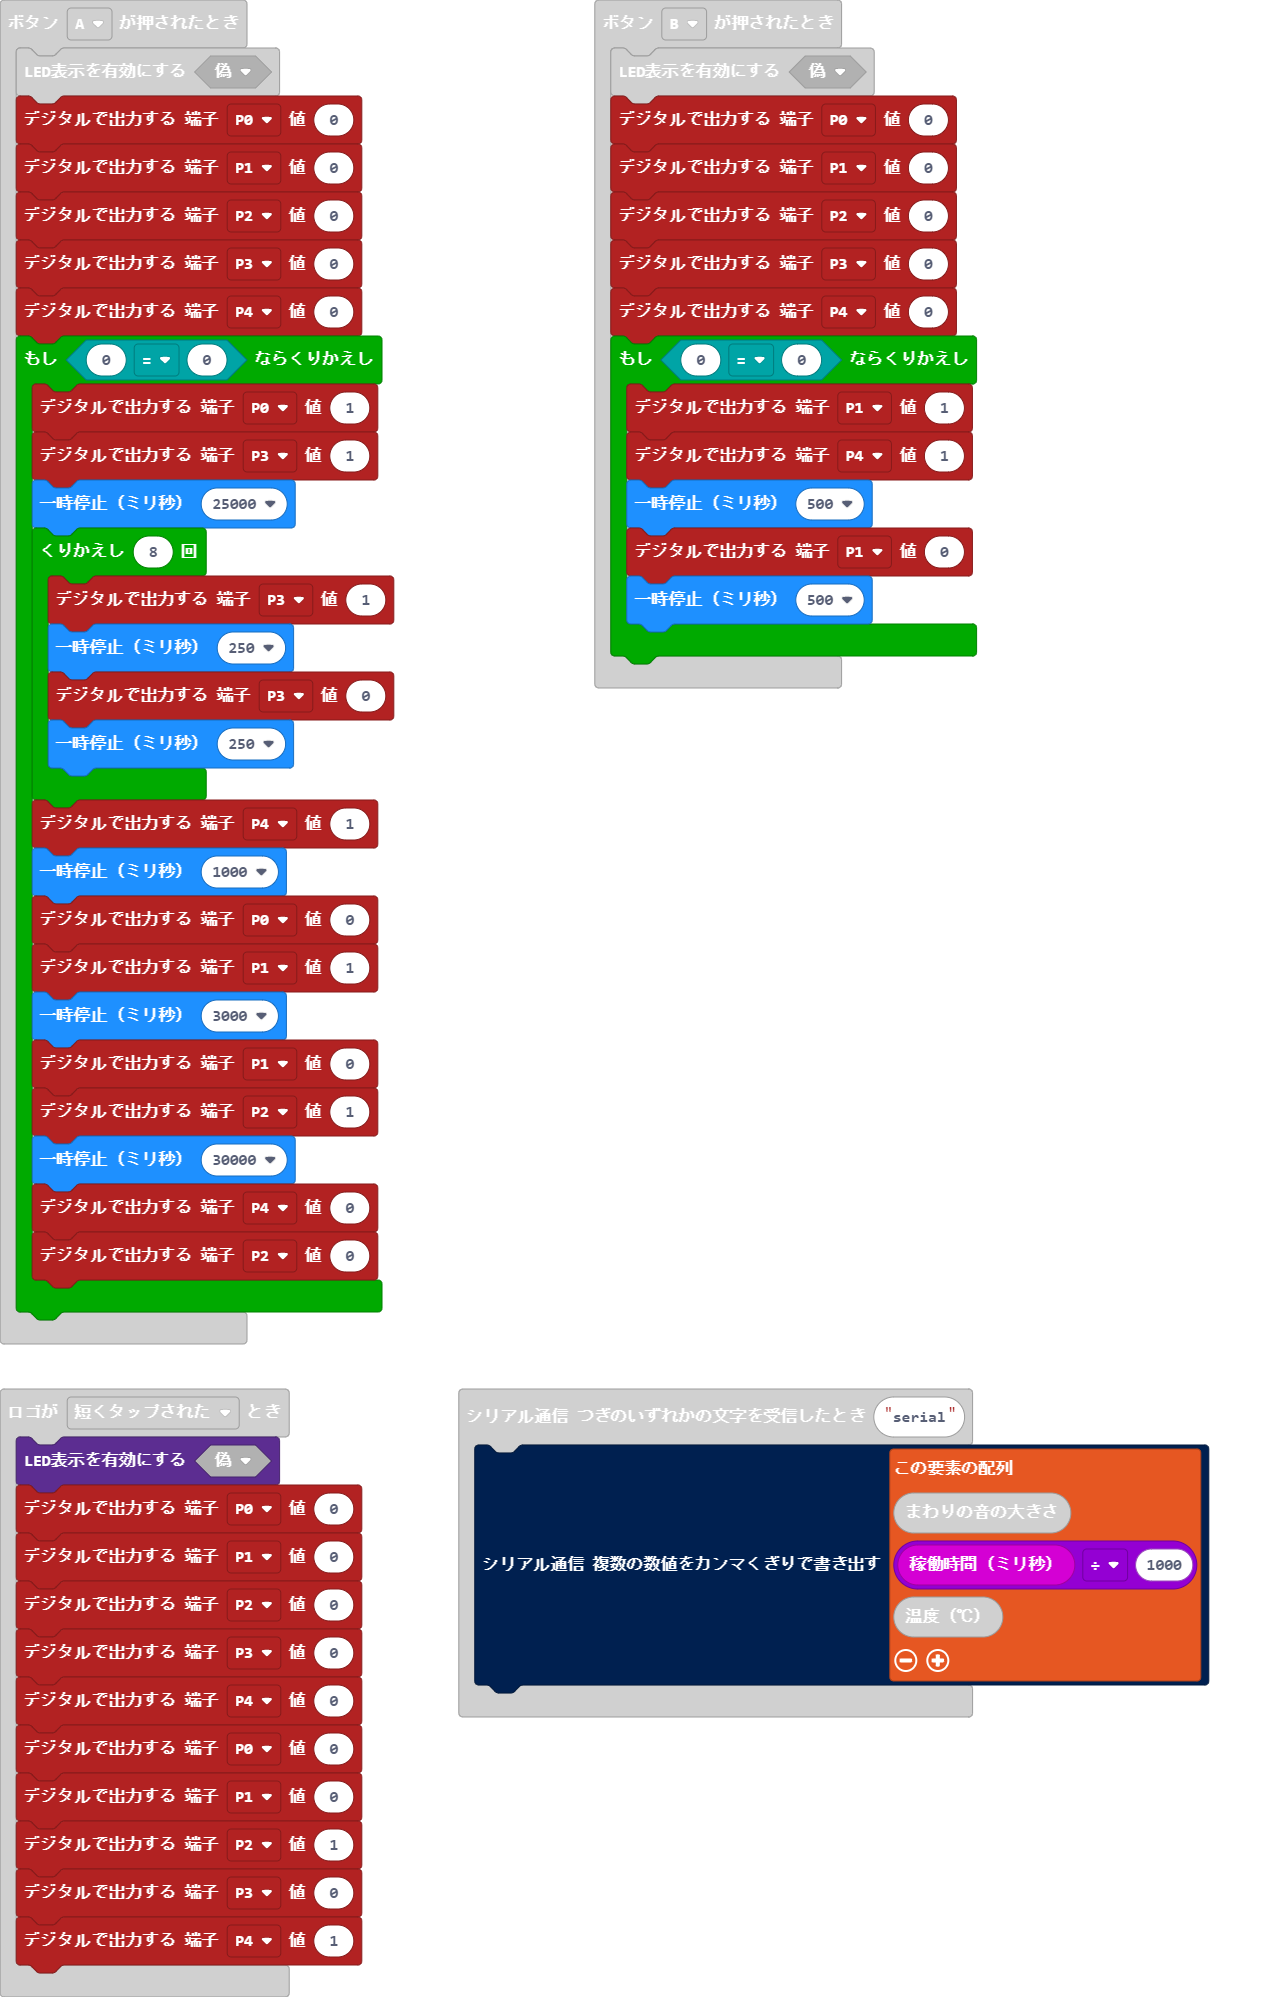 ボタン A が押されたとき
LED表示を有効にする 偽
デジタルで出力する 端子 P0 値 0
デジタルで出力する 端子 P1 値 0
デジタルで出力する 端子 P2 値 0
デジタルで出力する 端子 P3 値 0
デジタルで出力する 端子 P4 値 0
もし 0 = 0 ならくりかえし
デジタルで出力する 端子 P0 値 1
デジタルで出力する 端子 P3 値 1
一時停止（ミリ秒） 25000
くりかえし 8 回
デジタルで出力する 端子 P3 値 1
一時停止（ミリ秒） 250
デジタルで出力する 端子 P3 値 0
一時停止（ミリ秒） 250
デジタルで出力する 端子 P4 値 1
一時停止（ミリ秒） 1000
デジタルで出力する 端子 P0 値 0
デジタルで出力する 端子 P1 値 1
一時停止（ミリ秒） 3000
デジタルで出力する 端子 P1 値 0
デジタルで出力する 端子 P2 値 1
一時停止（ミリ秒） 30000
デジタルで出力する 端子 P4 値 0
デジタルで出力する 端子 P2 値 0
ボタン B が押されたとき
LED表示を有効にする 偽
デジタルで出力する 端子 P0 値 0
デジタルで出力する 端子 P1 値 0
デジタルで出力する 端子 P2 値 0
デジタルで出力する 端子 P3 値 0
デジタルで出力する 端子 P4 値 0
もし 0 = 0 ならくりかえし
デジタルで出力する 端子 P1 値 1
デジタルで出力する 端子 P4 値 1
一時停止（ミリ秒） 500
デジタルで出力する 端子 P1 値 0
一時停止（ミリ秒） 500
ロゴが 短くタップされた とき
LED表示を有効にする 偽
デジタルで出力する 端子 P0 値 0
デジタルで出力する 端子 P1 値 0
デジタルで出力する 端子 P2 値 0
デジタルで出力する 端子 P3 値 0
デジタルで出力する 端子 P4 値 0
デジタルで出力する 端子 P0 値 0
デジタルで出力する 端子 P1 値 0
デジタルで出力する 端子 P2 値 1
デジタルで出力する 端子 P3 値 0
デジタルで出力する 端子 P4 値 1
シリアル通信 つぎのいずれかの文字を受信したとき "serial"
シリアル通信 複数の数値をカンマくぎりで書き出す
この要素の配列
まわりの音の大きさ
稼働時間（ミリ秒） ÷ 1000
温度（℃）